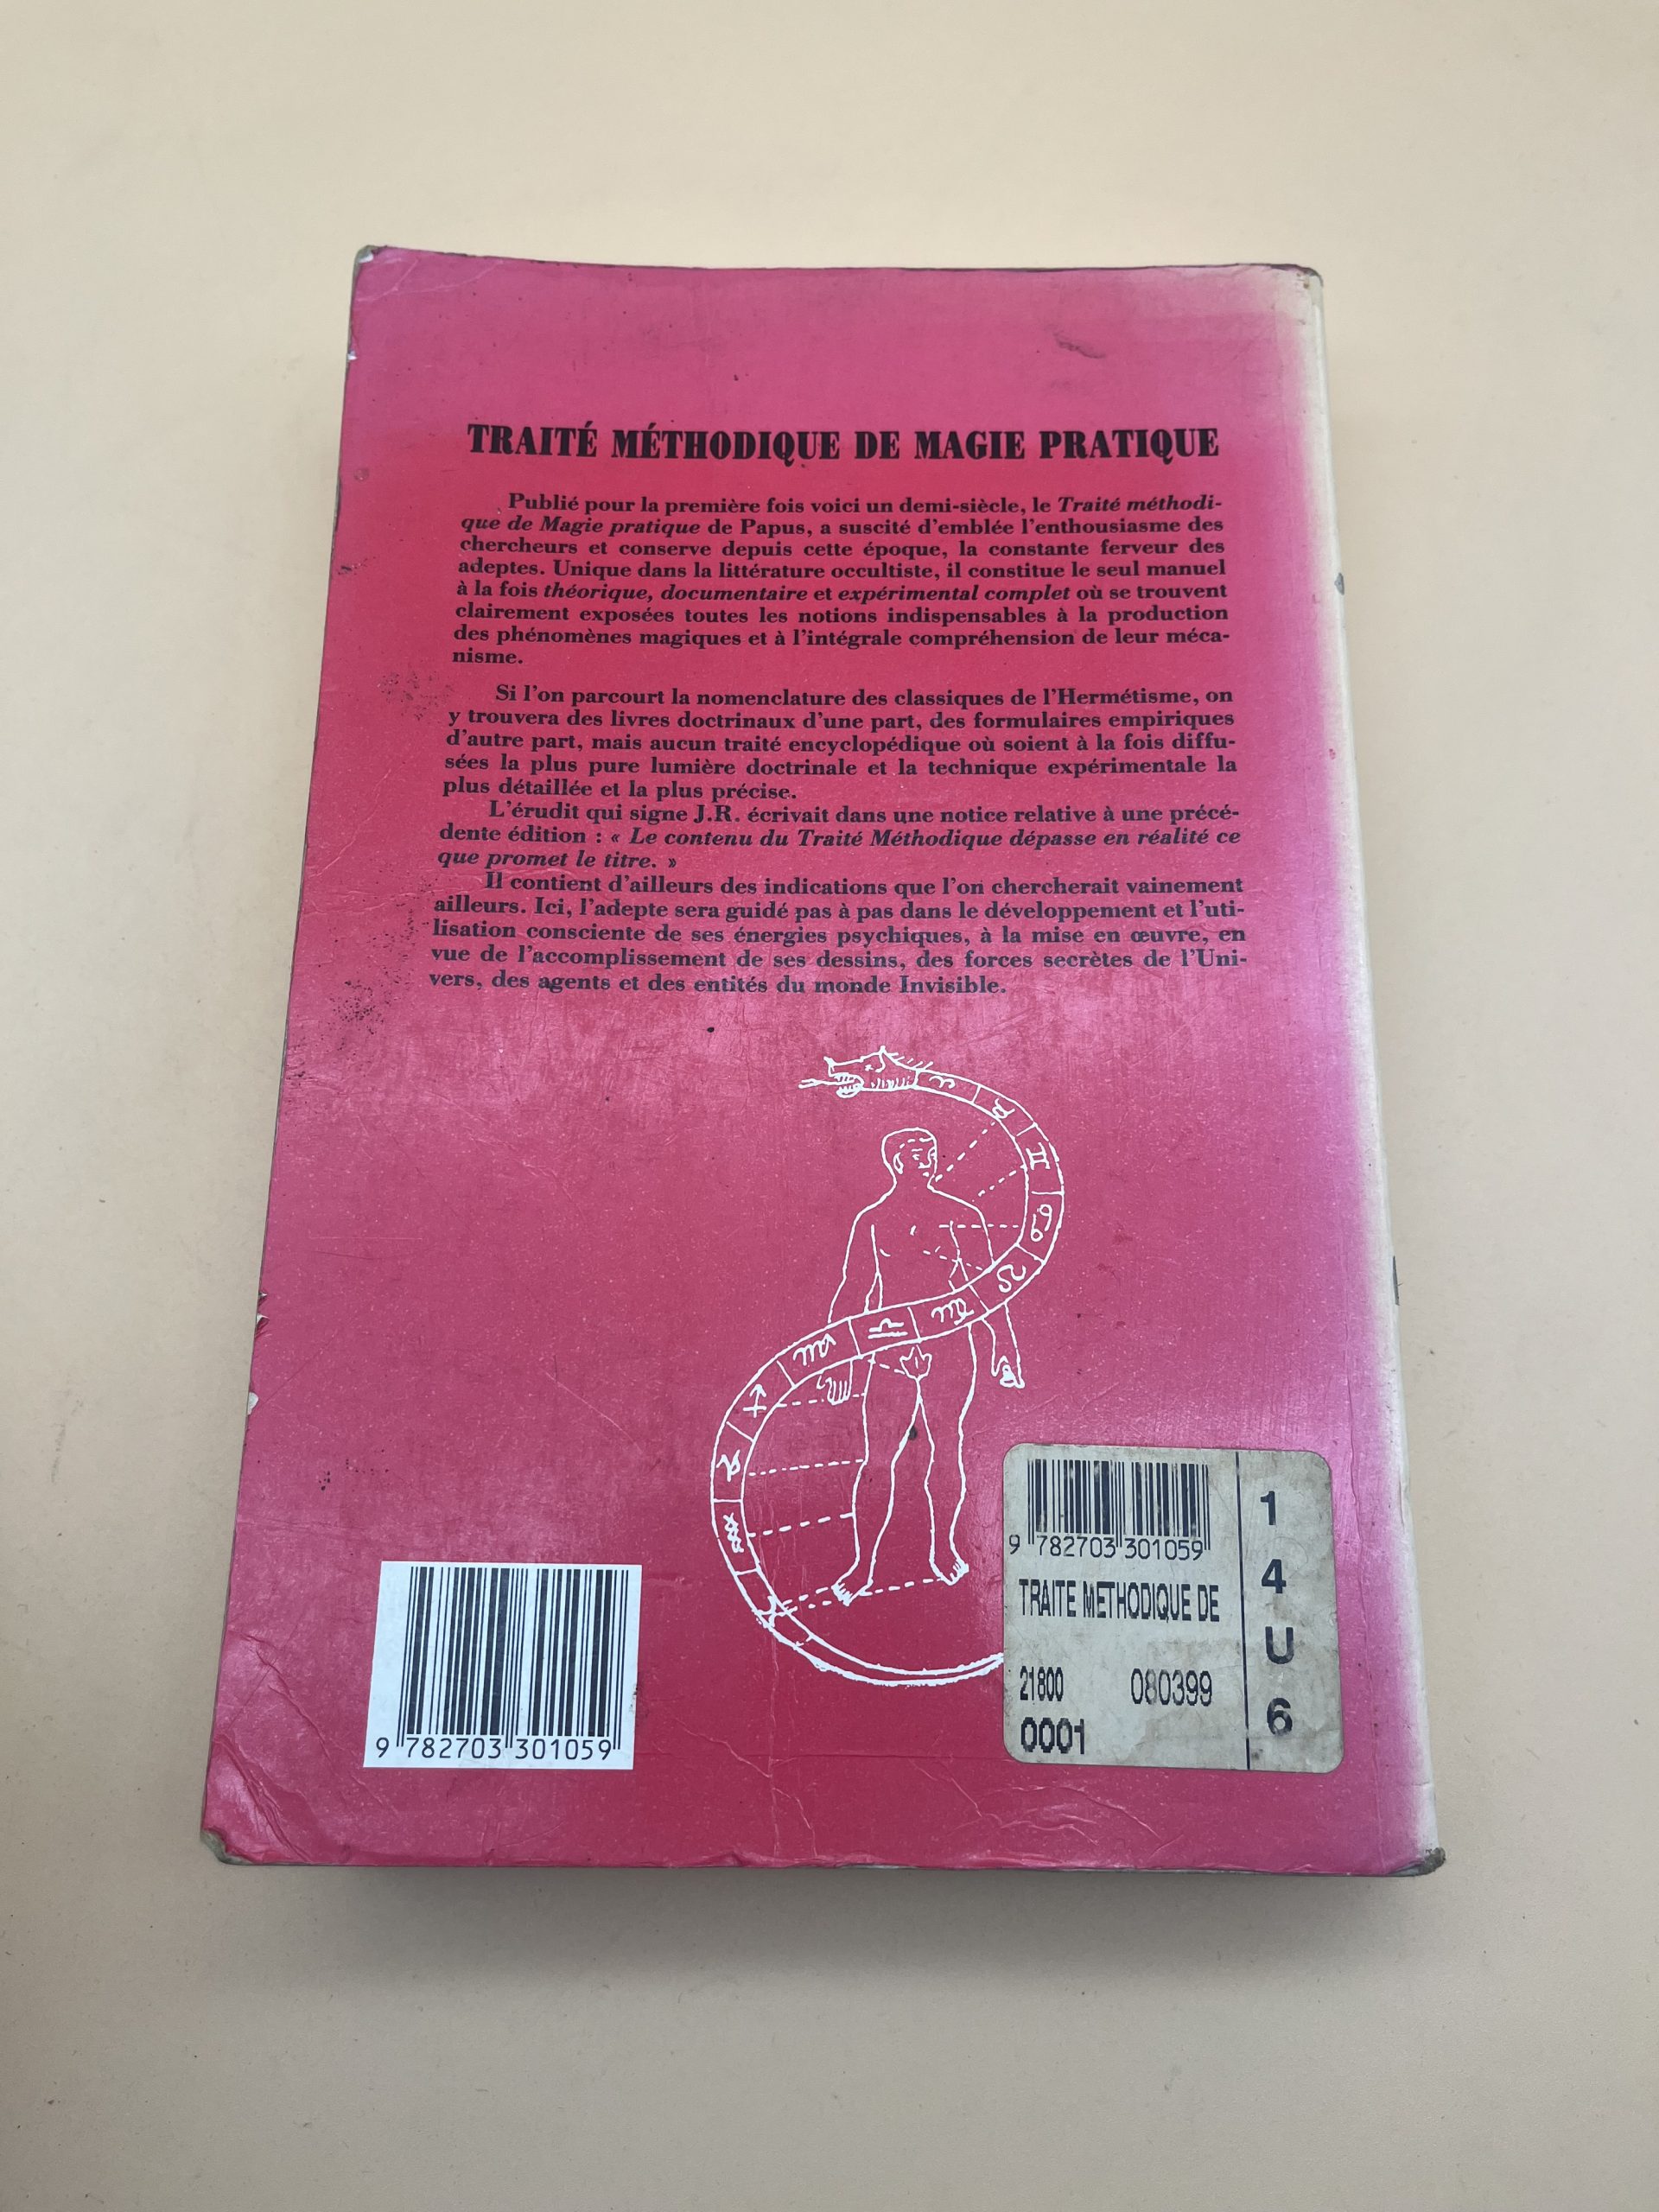 TRAITÉ MÉTHODIQUE DE MAGIE PRATIQUE
Publié pour la première fois voici un demi-siècle, le Traité méthodi-
que de Magie pratique de Papus, a suscité d'emblée l'enthousiasme des
chercheurs et conserve depuis cette époque, la constante ferveur des
adeptes. Unique dans la littérature occultiste, il constitue le seul manuel
à la fois théorique, documentaire et expérimental complet où se trouvent
clairement exposées toutes les notions indispensables à la production
des phénomènes magiques et à l'intégrale compréhension de leur méca-
nisme.
Si l'on parcourt la nomenclature des classiques de l'Hermétisme, on
y trouvera des livres doctrinaux d'une part, des formulaires empiriques
d'autre part, mais aucun traité encyclopédique où soient à la fois diffu-
sées la plus pure lumière doctrinale et la technique expérimentale la
plus détaillée et la plus précise.
L'érudit qui signe J.R. écrivait dans une notice relative à une précé-
dente édition : « Le contenu du Traité Méthodique dépasse en réalité ce
que promet le titre. »
Il contient d'ailleurs des indications que l'on chercherait vainement
ailleurs. Ici, l'adepte sera guidé pas à pas dans le développement et l'uti-
lisation consciente de ses énergies psychiques, à la mise en œuvre, en
vue de l'accomplissement de ses dessins, des forces secrètes de l'Uni-
vers, des agents et des entités du monde Invisible.
9 782703 301059
9 782703 301059
TRAITE METHODIQUE DE
21800 080399
0001
1
4
U
6